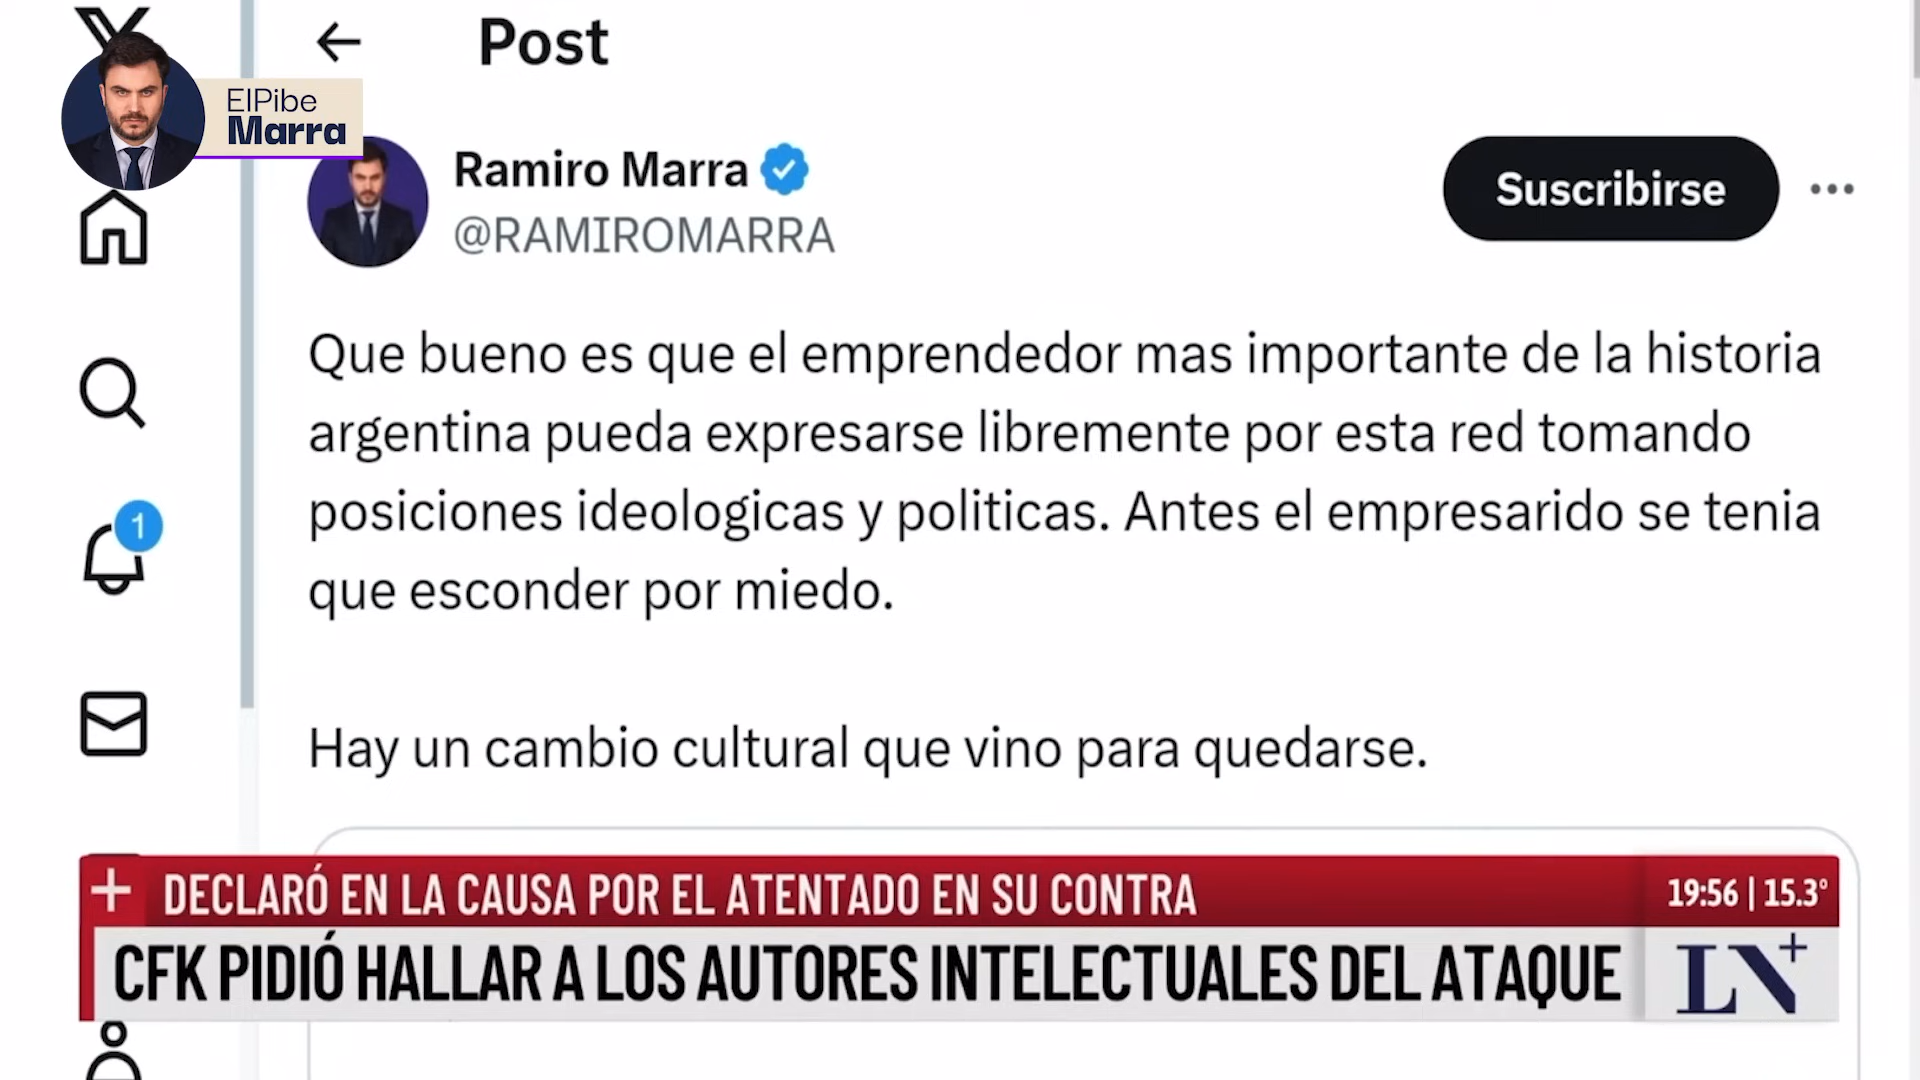 Post
ElPibe
Marra
Ramiro Marra
@RAMIROMARRA
Suscribirse
Que bueno es que el emprendedor mas importante de la historia
argentina pueda expresarse libremente por esta red tomando
posiciones ideologicas y politicas. Antes el empresarido se tenia
que esconder por miedo.
Hay un cambio cultural que vino para quedarse.
1
+ DECLARÓ EN LA CAUSA POR EL ATENTADO EN SU CONTRA
19:56 | 15.3°
CFK PIDIÓ HALLAR A LOS AUTORES INTELECTUALES DEL ATAQUE
LN+